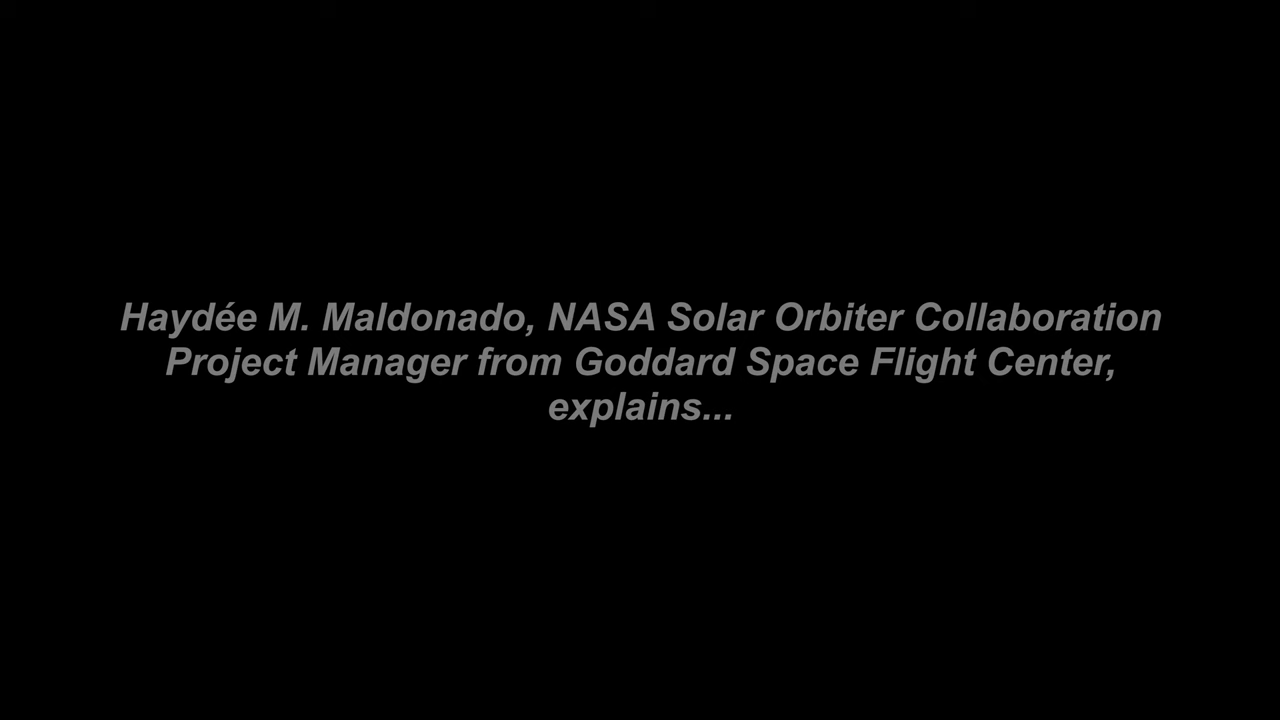 Haydée M. Maldonado, NASA Solar Orbiter Collaboration
Project Manager from Goddard Space Flight Center,
explains...